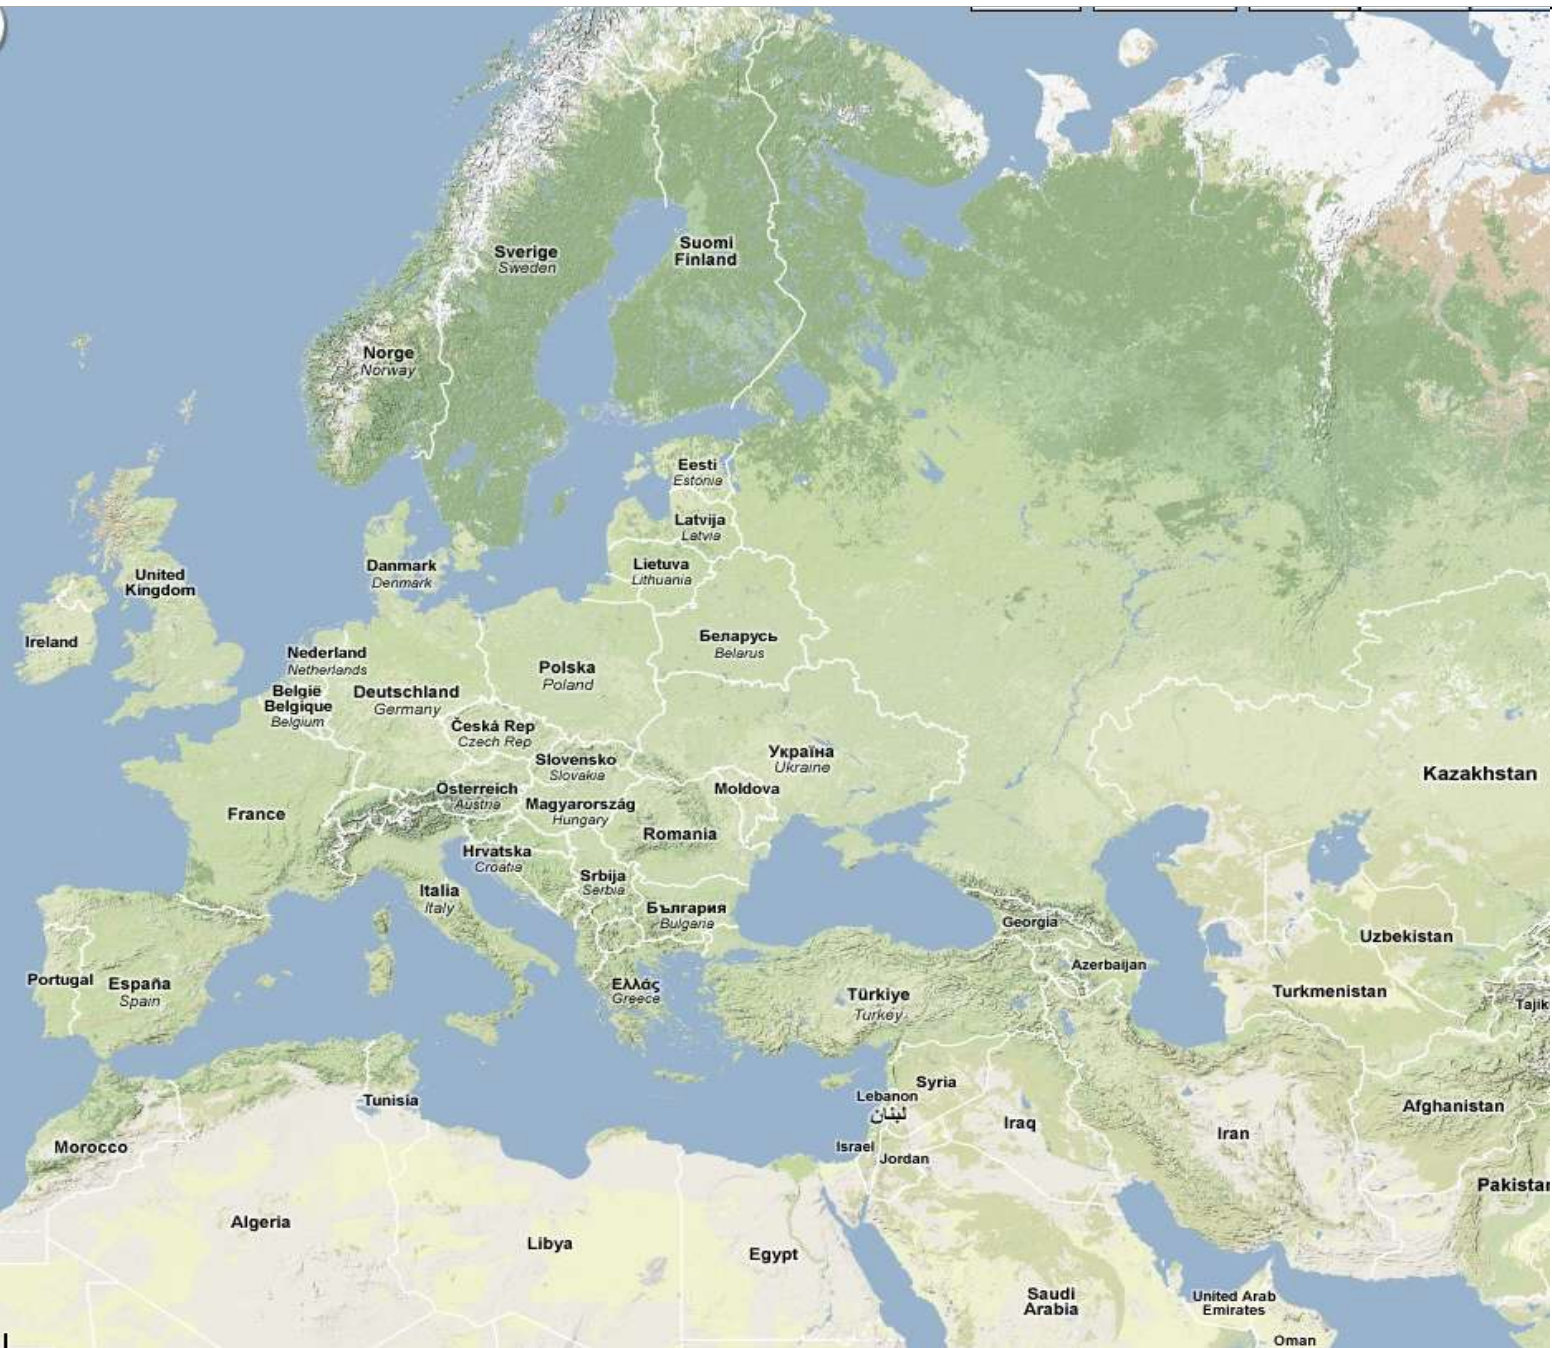 Sverige
Sweden
Suomi
Finland
Norge
Norway
Eesti
Estonia
Latvija
Latvia
Lietuva
Lithuania
Danmark
Denmark
United
Kingdom
Ireland
Беларусь
Belarus
Nederland
Netherlands
Polska
Poland
België
Belgique
Belgium
Deutschland
Germany
Česká Rep
Czech Rep
Slovensko
Slovakia
Україна
Ukraine
Kazakhstan
Österreich
Austria
Moldova
Magyarország
Hungary
France
Romania
Hrvatska
Croatia
Srbija
Serbia
Italia
Italy
България
Bulgaria
Georgia
Uzbekistan
Azerbaijan
Portugal
España
Spain
Ελλάς
Greece
Türkiye
Turkey
Turkmenistan
Tajik
Syria
Lebanon
لبنان
Tunisia
Afghanistan
Iraq
Iran
Morocco
Israel
Jordan
Pakistan
Algeria
Libya
Egypt
Saudi
Arabia
United Arab
Emirates
Oman